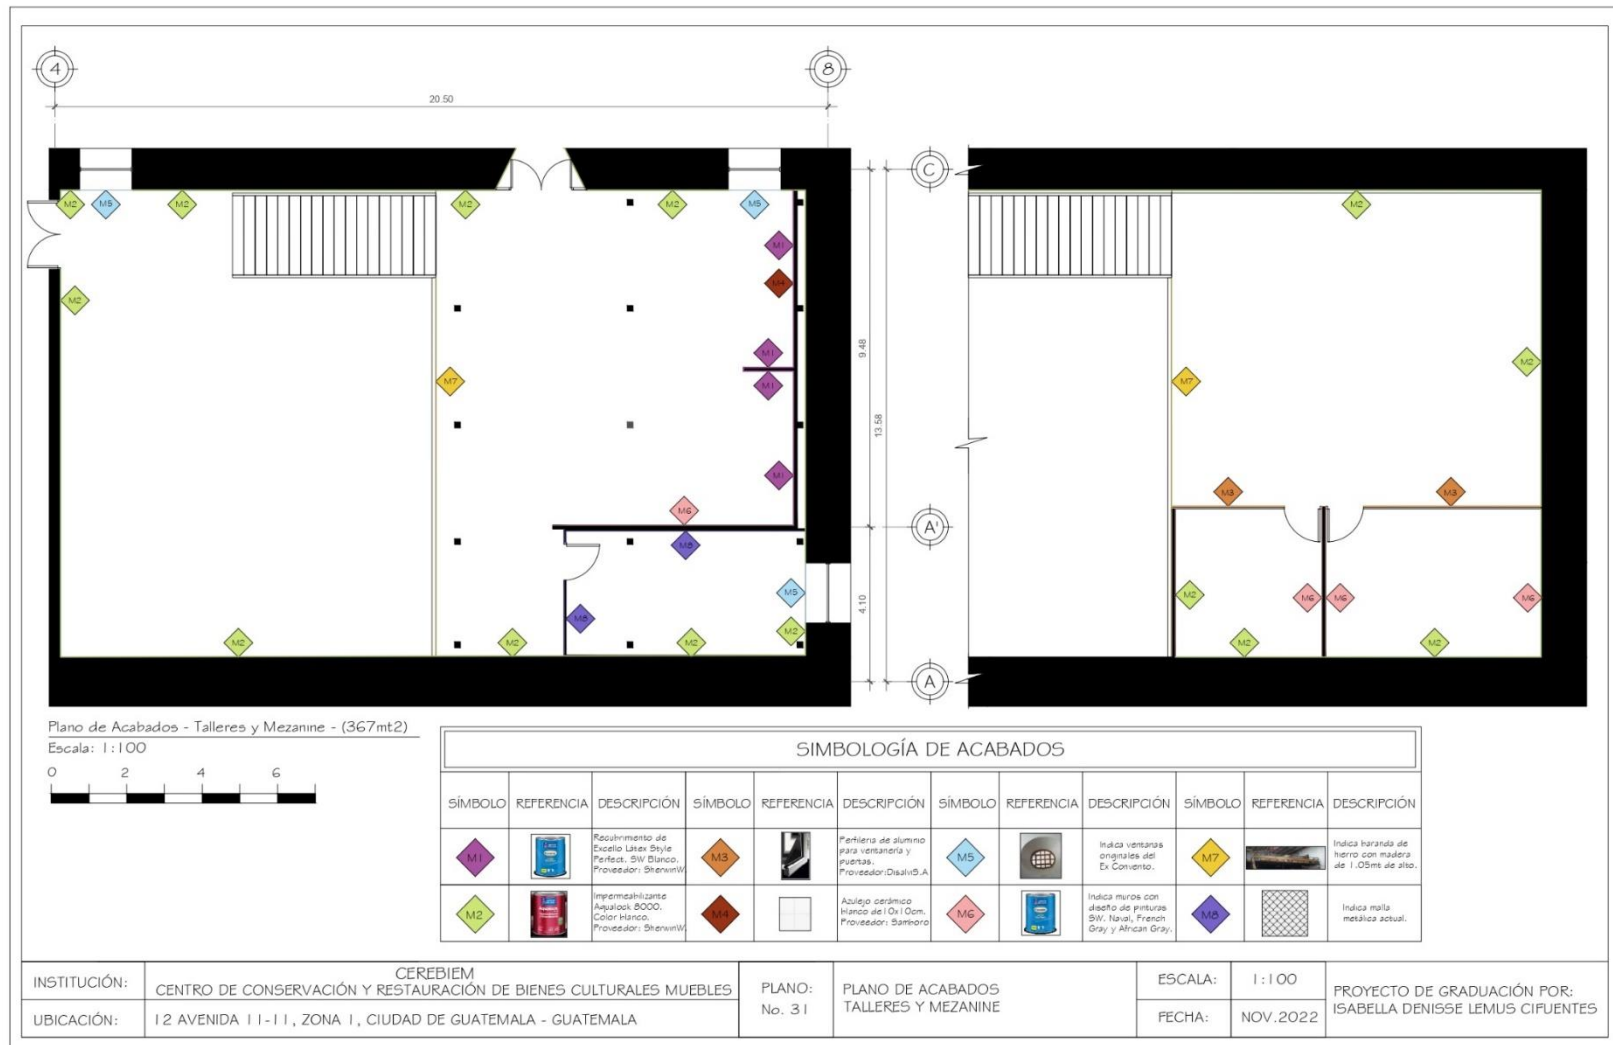 4
8
20.50
C
M2
M5
M2
M2
M2
M5
M2
M1
M4
M2
M1
9.48
M2
M7
M1
M7
13.58
M1
M3
M3
M6
A'
M8
M5
M2
M6
M6
M6
4.10
M8
M2
M2
M2
M2
M2
M2
A
Plano de Acabados - Talleres y Mezanine - (367mt2)
Escala: 1:100
0 2 4 6
SIMBOLOGÍA DE ACABADOS
SÍMBOLO REFERENCIA DESCRIPCIÓN SÍMBOLO REFERENCIA DESCRIPCIÓN SÍMBOLO REFERENCIA DESCRIPCIÓN SÍMBOLO REFERENCIA DESCRIPCIÓN
M1
Recubrimiento de
Excello Látex Style
Perfect. SW Blanco.
Proveedor: SherwinW.
M3
Perfilería de aluminio
para ventanería y
puertas.
Proveedor:DisalviS.A
M5
Indica ventanas
originales del
Ex Convento.
M7
Indica baranda de
hierro con madera
de 1.05mt de alto.
M2
Impermeabilizante
Aqualock 8000.
Color blanco.
Proveedor: SherwinW.
M4
Azulejo cerámico
blanco de10x10cm.
Proveedor: Samboro
M6
Indica muros con
diseño de pinturas
SW. Naval, French
Gray y African Gray.
M8
Indica malla
metálica actual.
INSTITUCIÓN:
CEREBIEM
CENTRO DE CONSERVACIÓN Y RESTAURACIÓN DE BIENES CULTURALES MUEBLES
UBICACIÓN:
12 AVENIDA 11-11, ZONA 1, CIUDAD DE GUATEMALA - GUATEMALA
PLANO:
No. 31
PLANO DE ACABADOS
TALLERES Y MEZANINE
ESCALA: 1:100
FECHA: NOV.2022
PROYECTO DE GRADUACIÓN POR:
ISABELLA DENISSE LEMUS CIFUENTES